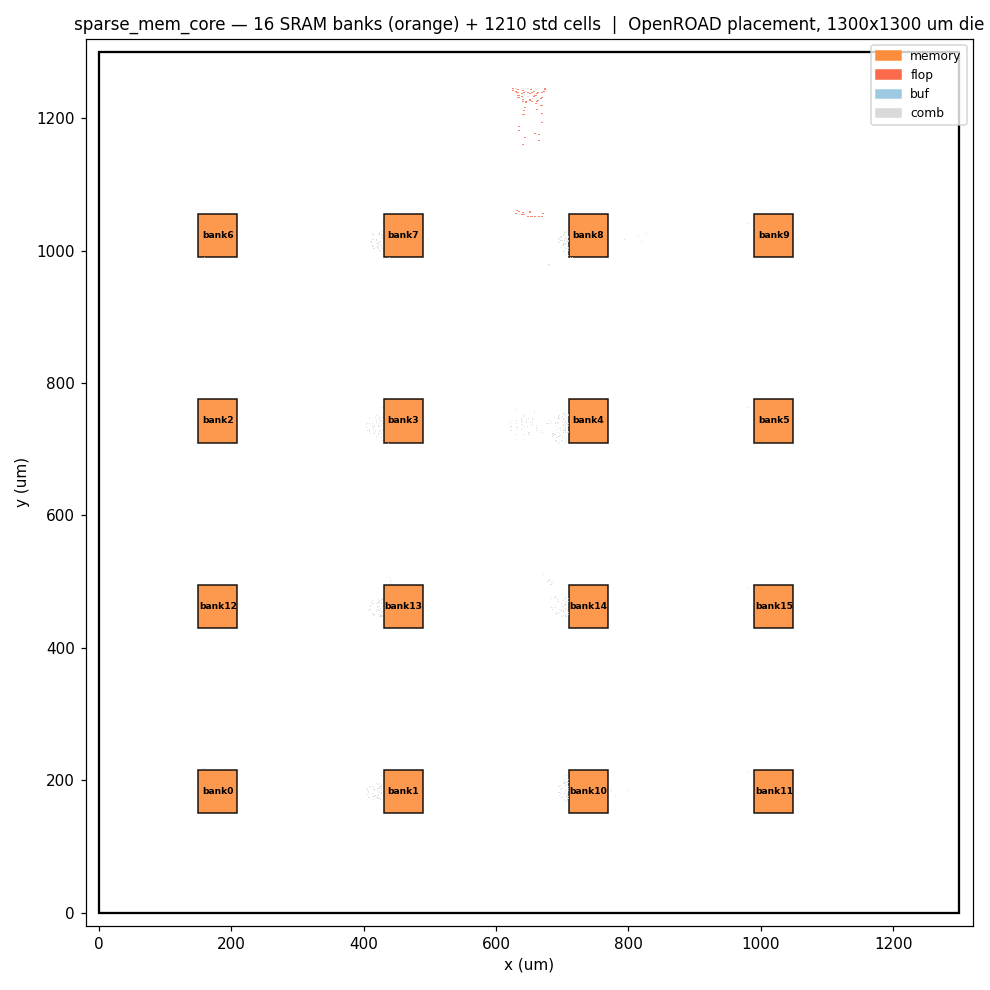 sparse_mem_core — 16 SRAM banks (orange) + 1210 std cells | OpenROAD placement, 1300x1300 um die
memory
flop
buf
comb
1200
1000
800
600
400
200
0
y (um)
bank6 bank7 bank8 bank9
bank2 bank3 bank4 bank5
bank12 bank13 bank14 bank15
bank0 bank1 bank10 bank11
0 200 400 600 800 1000 1200
x (um)